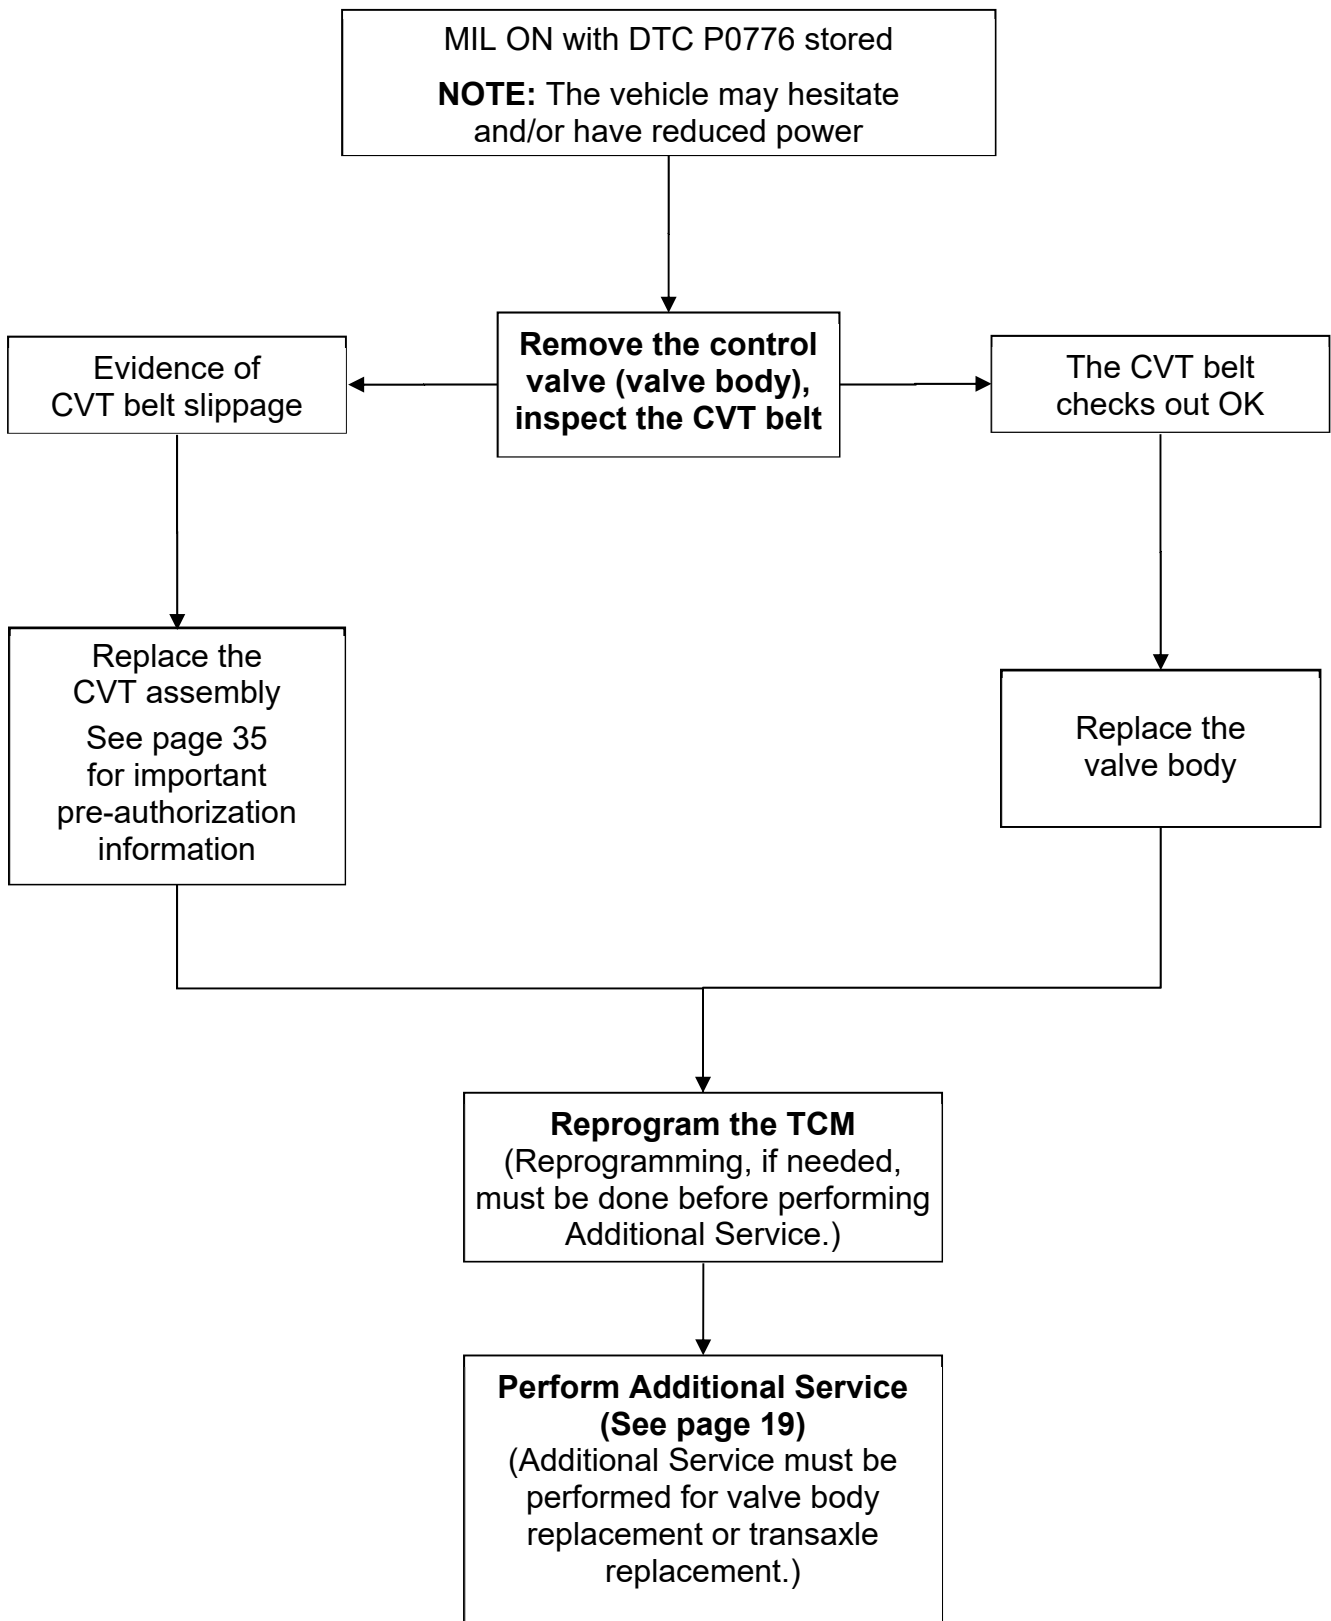 MIL ON with DTC P0776 stored
NOTE: The vehicle may hesitate
and/or have reduced power
Remove the control
valve (valve body),
inspect the CVT belt
Evidence of
CVT belt slippage
The CVT belt
checks out OK
Replace the
CVT assembly
See page 35
for important
pre-authorization
information
Replace the
valve body
Reprogram the TCM
(Reprogramming, if needed,
must be done before performing
Additional Service.)
Perform Additional Service
(See page 19)
(Additional Service must be
performed for valve body
replacement or transaxle
replacement.)